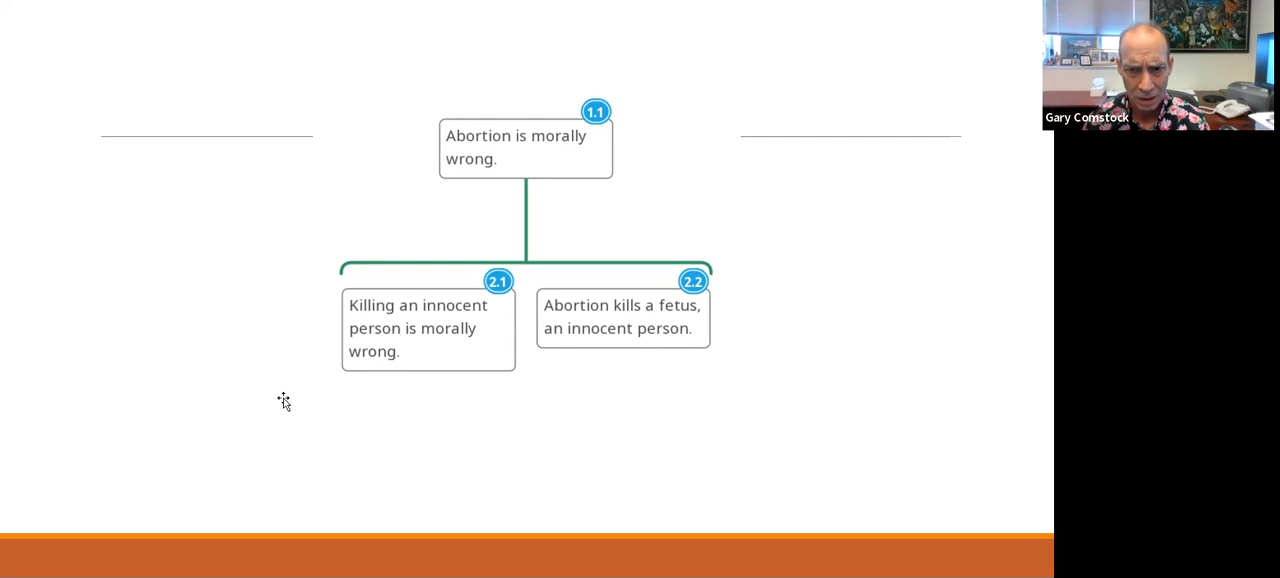 1.1
Abortion is morally
wrong.
2.1
Killing an innocent
person is morally
wrong.
2.2
Abortion kills a fetus,
an innocent person.
Gary Comstock